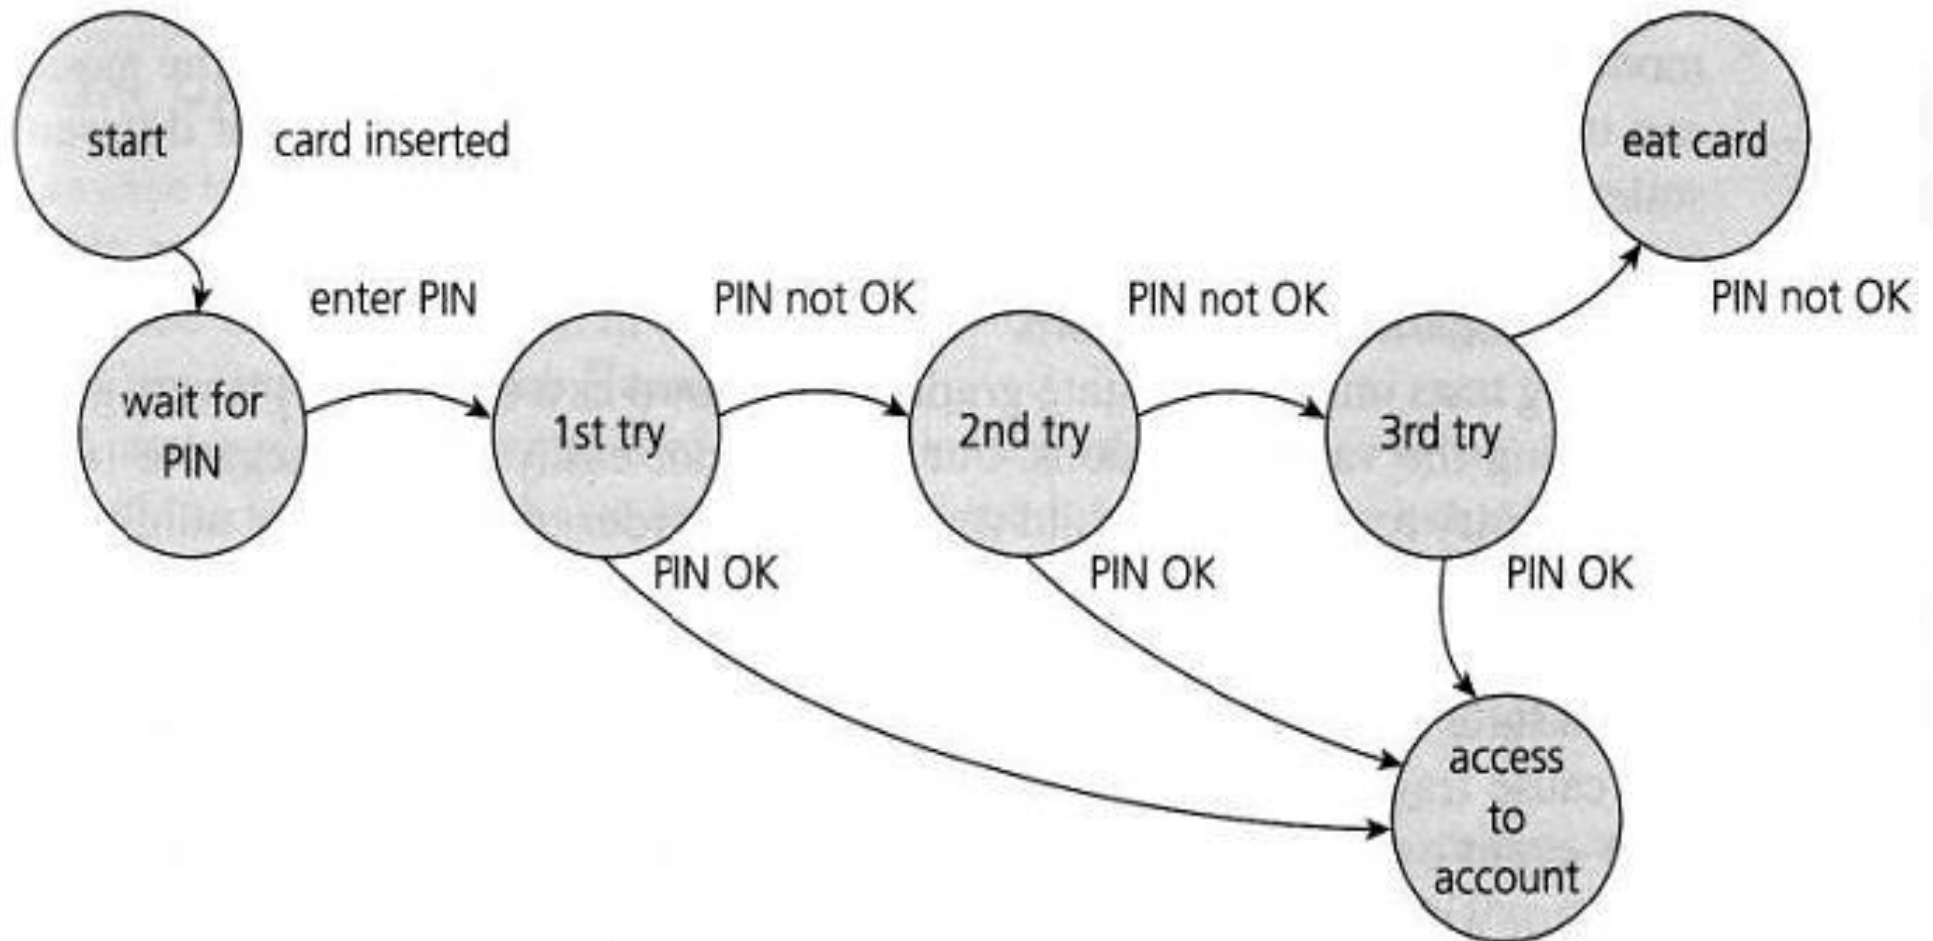 start
card inserted
eat card
enter PIN
PIN not OK
PIN not OK
PIN not OK
wait for
PIN
1st try
2nd try
3rd try
PIN OK
PIN OK
PIN OK
access
to
account